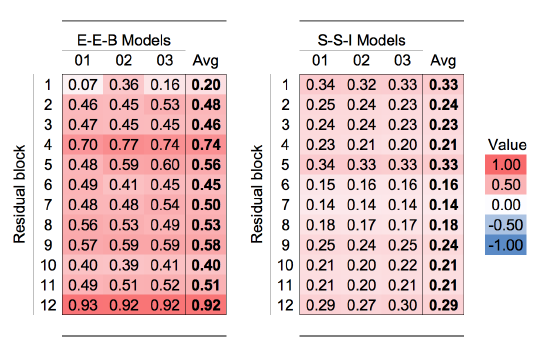 E-E-B Models
01 02 03 Avg
Residual block
1 0.07 0.36 0.16 0.20
2 0.46 0.45 0.53 0.48
3 0.47 0.45 0.45 0.46
4 0.70 0.77 0.74 0.74
5 0.48 0.59 0.60 0.56
6 0.49 0.41 0.45 0.45
7 0.48 0.48 0.54 0.50
8 0.56 0.53 0.49 0.53
9 0.57 0.59 0.59 0.58
10 0.40 0.39 0.41 0.40
11 0.49 0.51 0.52 0.51
12 0.93 0.92 0.92 0.92
S-S-I Models
01 02 03 Avg
Residual block
1 0.34 0.32 0.33 0.33
2 0.25 0.24 0.23 0.24
3 0.24 0.24 0.23 0.23
4 0.23 0.21 0.20 0.21
5 0.34 0.33 0.33 0.33
6 0.15 0.16 0.16 0.16
7 0.14 0.14 0.14 0.14
8 0.18 0.17 0.17 0.18
9 0.25 0.24 0.25 0.24
10 0.21 0.20 0.22 0.21
11 0.21 0.20 0.21 0.21
12 0.29 0.27 0.30 0.29
Value
1.00
0.50
0.00
-0.50
-1.00